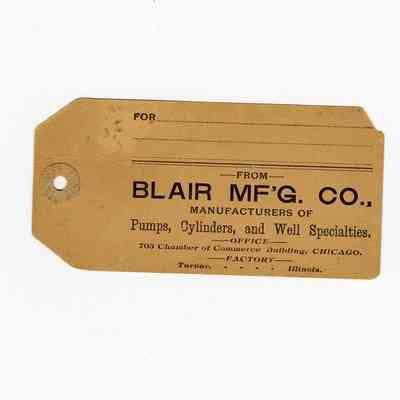 FOR
—FROM—
BLAIR MF'G. CO.,
MANUFACTURERS OF
Pumps, Cylinders, and Well Specialties.
—OFFICE—
703 Chamber of Commerce Building, CHICAGO.
—FACTORY—
Turner, - - - - Illinois.